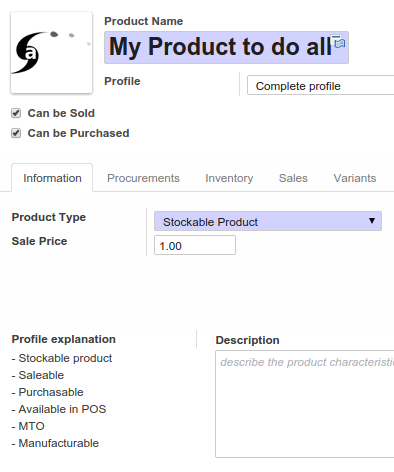 a
Product Name
My Product to do all
Profile
Complete profile
Can be Sold
Can be Purchased
Information Procurements Inventory Sales Variants
Product Type Stockable Product
Sale Price 1.00
Profile explanation
- Stockable product
- Saleable
- Purchasable
- Available in POS
- MTO
- Manufacturable
Description
describe the product characteristic